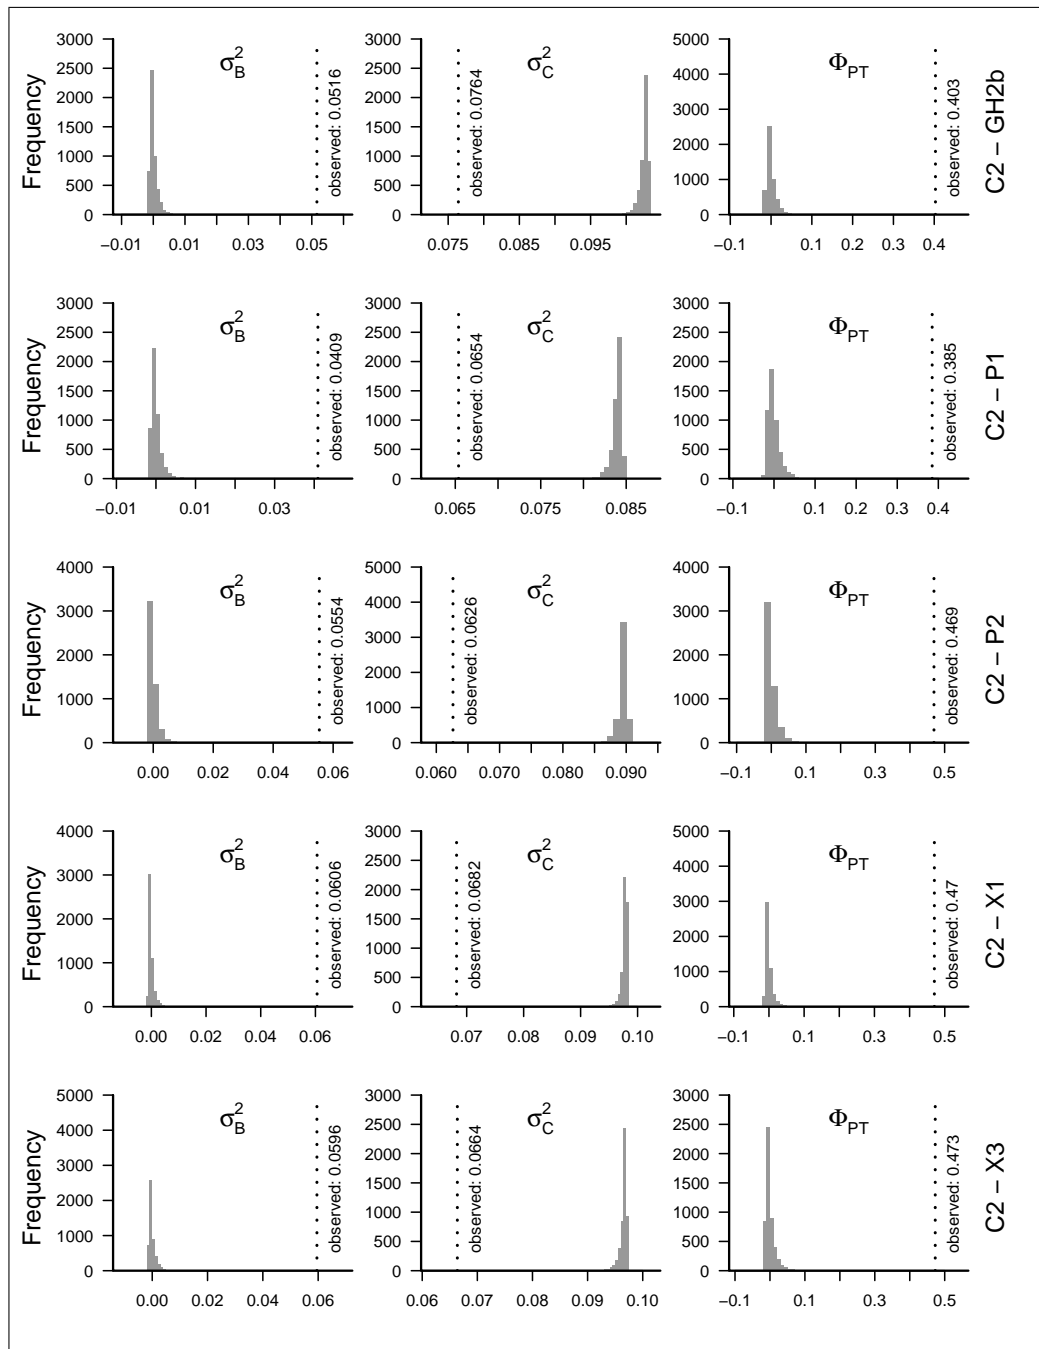 σ²B
σ²C
ΦPT
Frequency
3000
2500
2000
1500
1000
500
0
observed: 0.0516
−0.01 0.01 0.03 0.05
3000
2500
2000
1500
1000
500
0
observed: 0.0764
0.075 0.085 0.095
5000
4000
3000
2000
1000
0
observed: 0.403
−0.1 0.1 0.2 0.3 0.4
C2 − GH2b
σ²B
σ²C
ΦPT
Frequency
3000
2500
2000
1500
1000
500
0
observed: 0.0409
−0.01 0.01 0.03
3000
2500
2000
1500
1000
500
0
observed: 0.0654
0.065 0.075 0.085
3000
2500
2000
1500
1000
500
0
observed: 0.385
−0.1 0.1 0.2 0.3 0.4
C2 − P1
σ²B
σ²C
ΦPT
Frequency
4000
3000
2000
1000
0
observed: 0.0554
0.00 0.02 0.04 0.06
5000
4000
3000
2000
1000
0
observed: 0.0626
0.060 0.070 0.080 0.090
4000
3000
2000
1000
0
observed: 0.469
−0.1 0.1 0.3 0.5
C2 − P2
σ²B
σ²C
ΦPT
Frequency
4000
3000
2000
1000
0
observed: 0.0606
0.00 0.02 0.04 0.06
3000
2500
2000
1500
1000
500
0
observed: 0.0682
0.07 0.08 0.09 0.10
5000
4000
3000
2000
1000
0
observed: 0.47
−0.1 0.1 0.3 0.5
C2 − X1
σ²B
σ²C
ΦPT
Frequency
5000
4000
3000
2000
1000
0
observed: 0.0596
0.00 0.02 0.04 0.06
3000
2500
2000
1500
1000
500
0
observed: 0.0664
0.06 0.07 0.08 0.09 0.10
3000
2500
2000
1500
1000
500
0
observed: 0.473
−0.1 0.1 0.3 0.5
C2 − X3